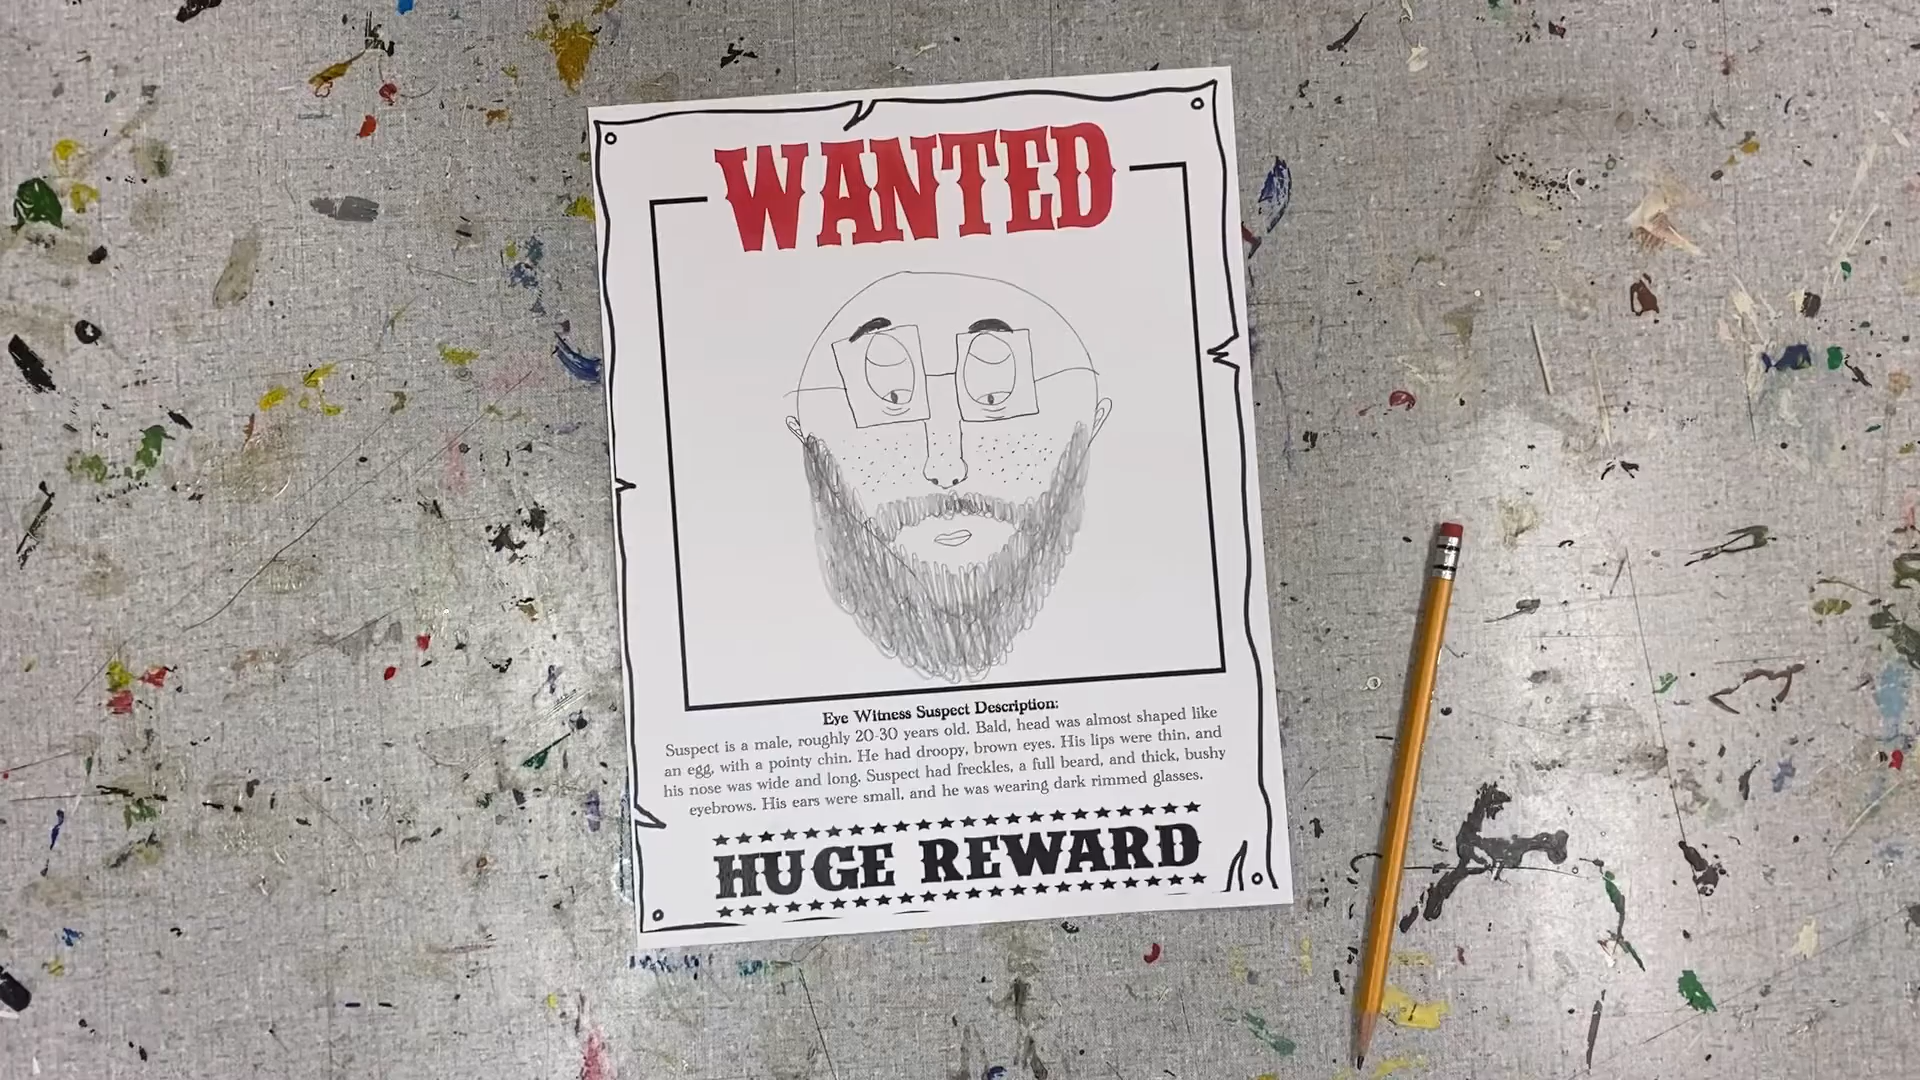 WANTED
Eye Witness Suspect Description:
Suspect is a male, roughly 20-30 years old. Bald, head was almost shaped like
an egg, with a pointy chin. He had droopy, brown eyes. His lips were thin, and
his nose was wide and long. Suspect had freckles, a full beard, and thick, bushy
eyebrows. His ears were small, and he was wearing dark rimmed glasses.
HUGE REWARD